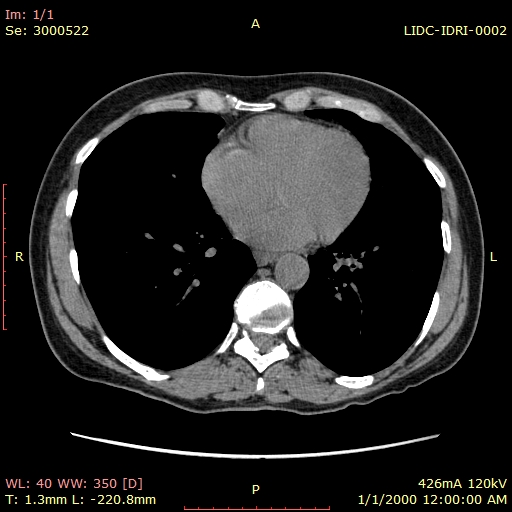 Im: 1/1
Se: 3000522
A
LIDC-IDRI-0002
R
L
WL: 40 WW: 350 [D]
T: 1.3mm L: -220.8mm
P
426mA 120kV
1/1/2000 12:00:00 AM